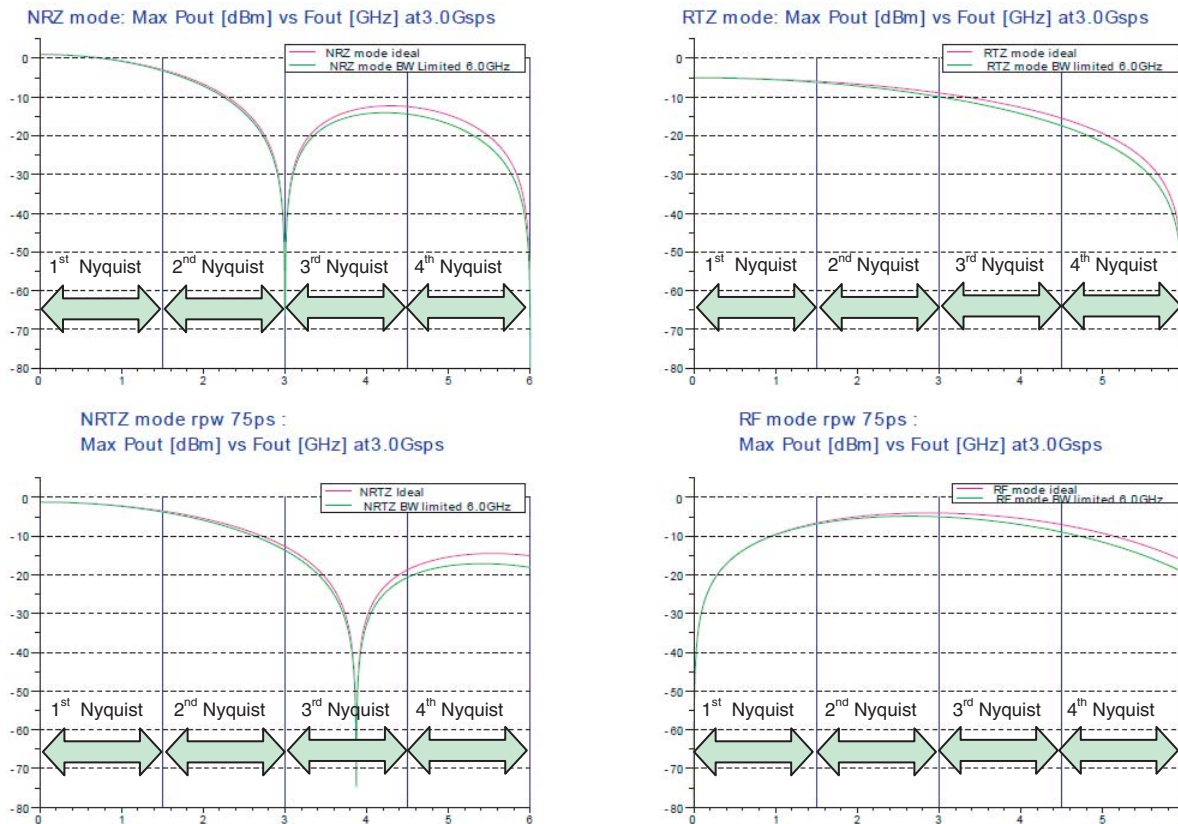 NRZ mode: Max Pout [dBm] vs Fout [GHz] at3.0Gsps
NRZ mode ideal
NRZ mode BW Limited 6.0GHz
0
-10
-20
-30
-40
-50
-60
-70
-80
1st Nyquist
2nd Nyquist
3rd Nyquist
4th Nyquist
0 1 2 3 4 5 6
RTZ mode: Max Pout [dBm] vs Fout [GHz] at3.0Gsps
RTZ mode ideal
RTZ mode BW limited 6.0GHz
0
-10
-20
-30
-40
-50
-60
-70
-80
1st Nyquist
2nd Nyquist
3rd Nyquist
4th Nyquist
0 1 2 3 4 5
NRTZ mode rpw 75ps :
Max Pout [dBm] vs Fout [GHz] at3.0Gsps
NRTZ Ideal
NRTZ BW limited 6.0GHz
0
-10
-20
-30
-40
-50
-60
-70
-80
1st Nyquist
2nd Nyquist
3rd Nyquist
4th Nyquist
0 1 2 3 4 5 6
RF mode rpw 75ps :
Max Pout [dBm] vs Fout [GHz] at3.0Gsps
RF mode ideal
RF mode BW limited 6.0GHz
0
-10
-20
-30
-40
-50
-60
-70
-80
1st Nyquist
2nd Nyquist
3rd Nyquist
4th Nyquist
0 1 2 3 4 5